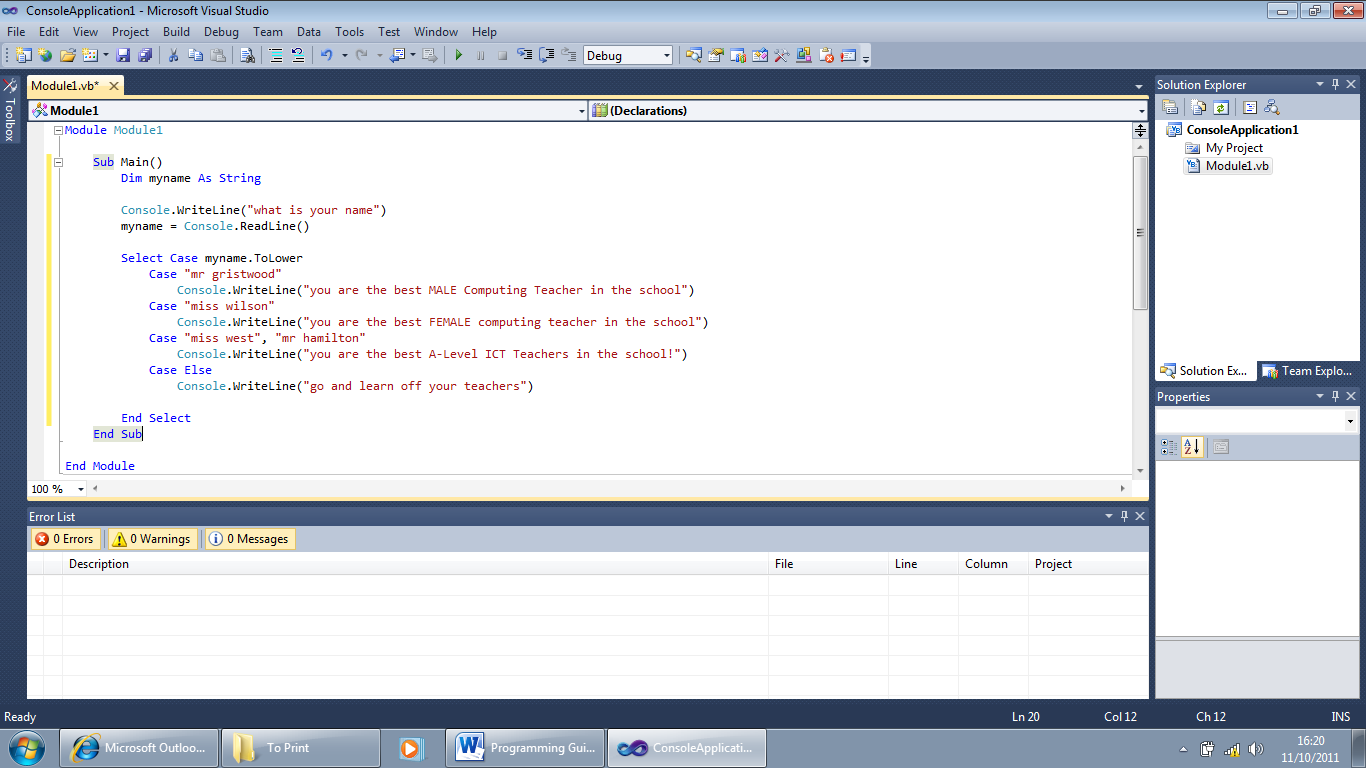 ConsoleApplication1 - Microsoft Visual Studio
File Edit View Project Build Debug Team Data Tools Test Window Help
Debug
Toolbox
Module1.vb*
Module1
(Declarations)
Module Module1
Sub Main()
Dim myname As String
Console.WriteLine("what is your name")
myname = Console.ReadLine()
Select Case myname.ToLower
Case "mr gristwood"
Console.WriteLine("you are the best MALE Computing Teacher in the school")
Case "miss wilson"
Console.WriteLine("you are the best FEMALE computing teacher in the school")
Case "miss west", "mr hamilton"
Console.WriteLine("you are the best A-Level ICT Teachers in the school!")
Case Else
Console.WriteLine("go and learn off your teachers")
End Select
End Sub
End Module
100 %
Solution Explorer
ConsoleApplication1
My Project
Module1.vb
Solution Ex... Team Explo...
Properties
Error List
0 Errors 0 Warnings 0 Messages
Description File Line Column Project
Ready Ln 20 Col 12 Ch 12 INS
Microsoft Outloo... To Print Programming Gui... ConsoleApplicati...
16:20
11/10/2011